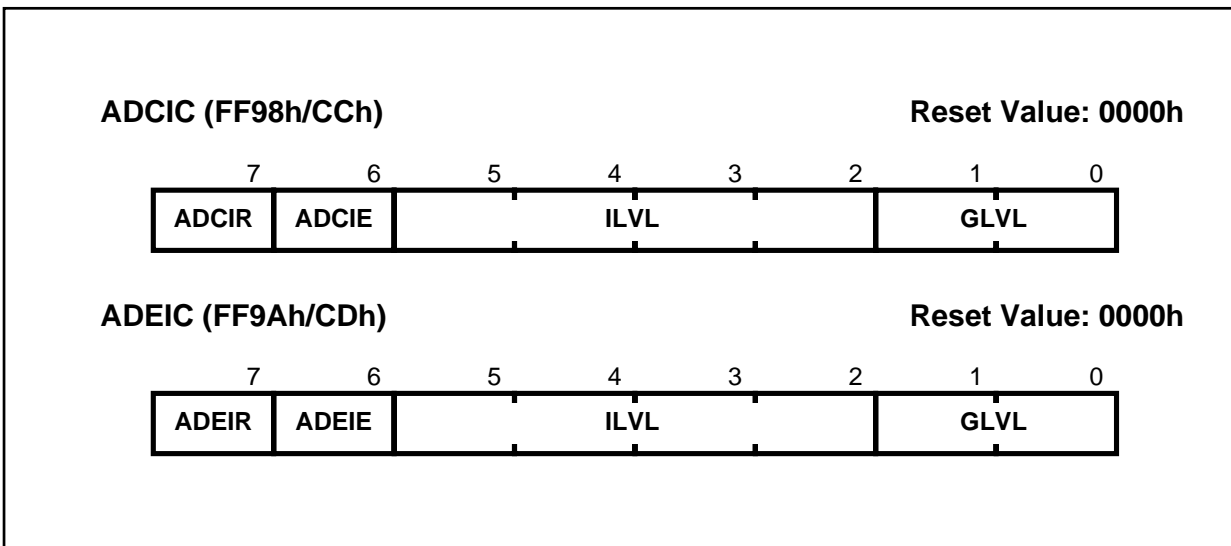 ADCIC (FF98h/CCh) Reset Value: 0000h
7 6 5 4 3 2 1 0
ADCIR ADCIE ILVL GLVL
ADEIC (FF9Ah/CDh) Reset Value: 0000h
7 6 5 4 3 2 1 0
ADEIR ADEIE ILVL GLVL